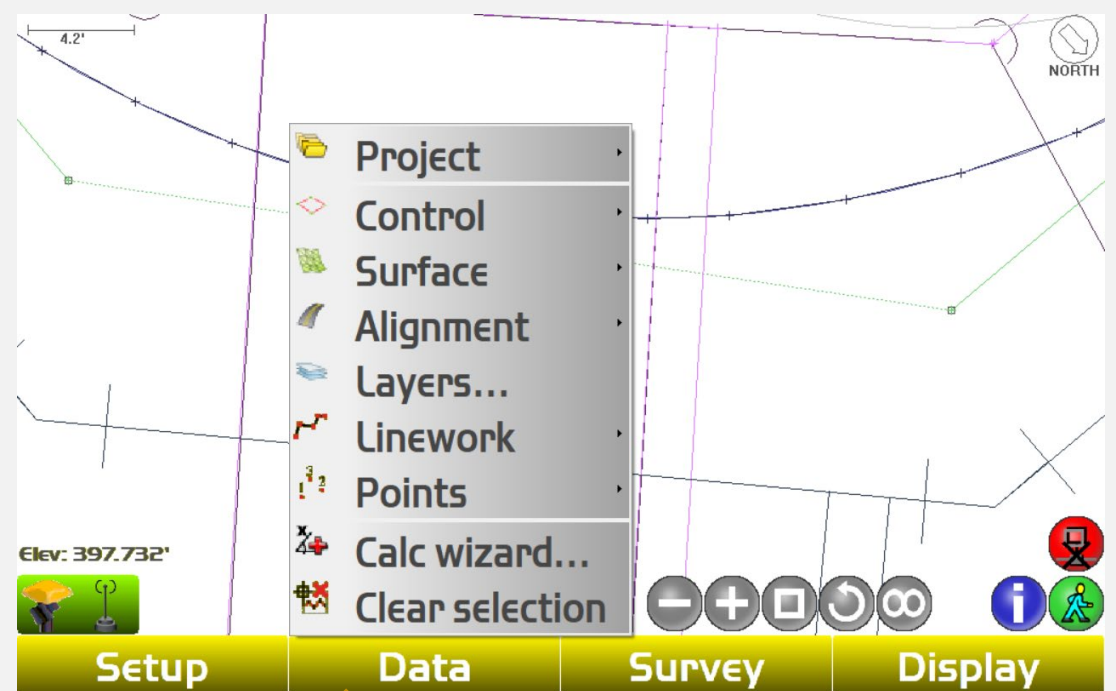 4.2'
NORTH
Project
Control
Surface
Alignment
Layers...
Linework
Points
Calc wizard...
Clear selection
Elev: 397.732'
Setup Data Survey Display